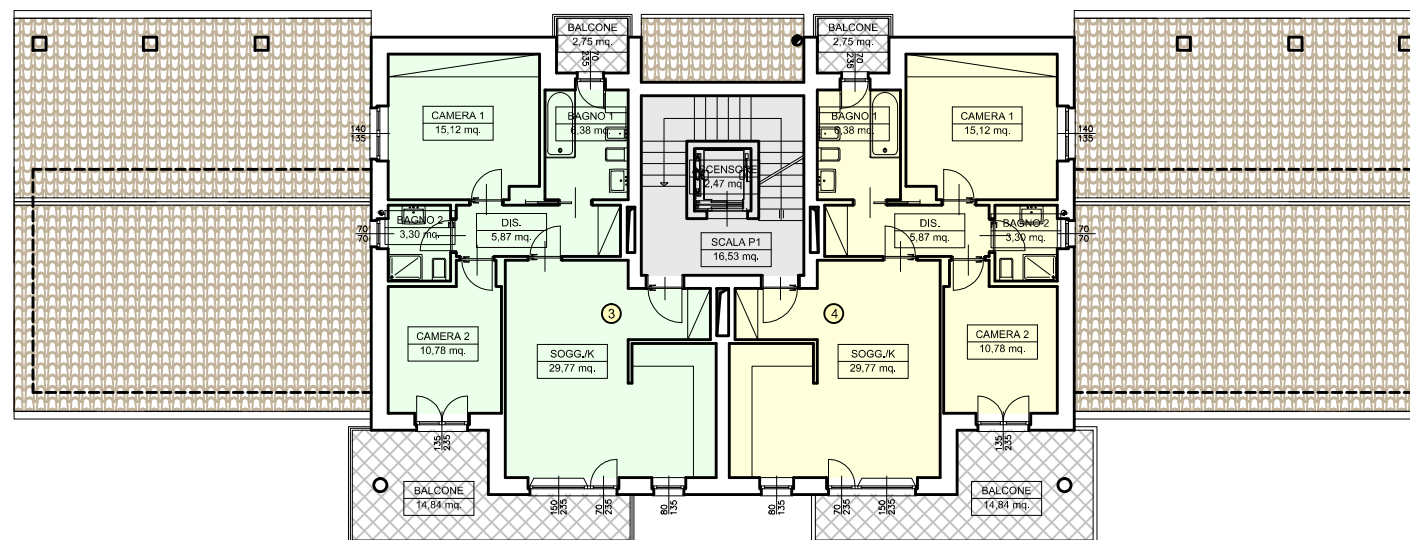 BALCONE
2,75 mq.
70
235
BALCONE
2,75 mq.
70
235
CAMERA 1
15,12 mq.
140
135
BAGNO 1
6,38 mq.
ASCENSORE
2,47 mq.
BAGNO 1
6,38 mq.
CAMERA 1
15,12 mq.
140
135
BAGNO 2
3,30 mq.
70
70
DIS.
5,87 mq.
SCALA P1
16,53 mq.
DIS.
5,87 mq.
BAGNO 2
3,30 mq.
70
70
3
4
CAMERA 2
10,78 mq.
SOGG./K
29,77 mq.
SOGG./K
29,77 mq.
CAMERA 2
10,78 mq.
135
235
135
235
BALCONE
14,84 mq.
150
235
70
235
80
135
80
135
70
235
150
235
BALCONE
14,84 mq.